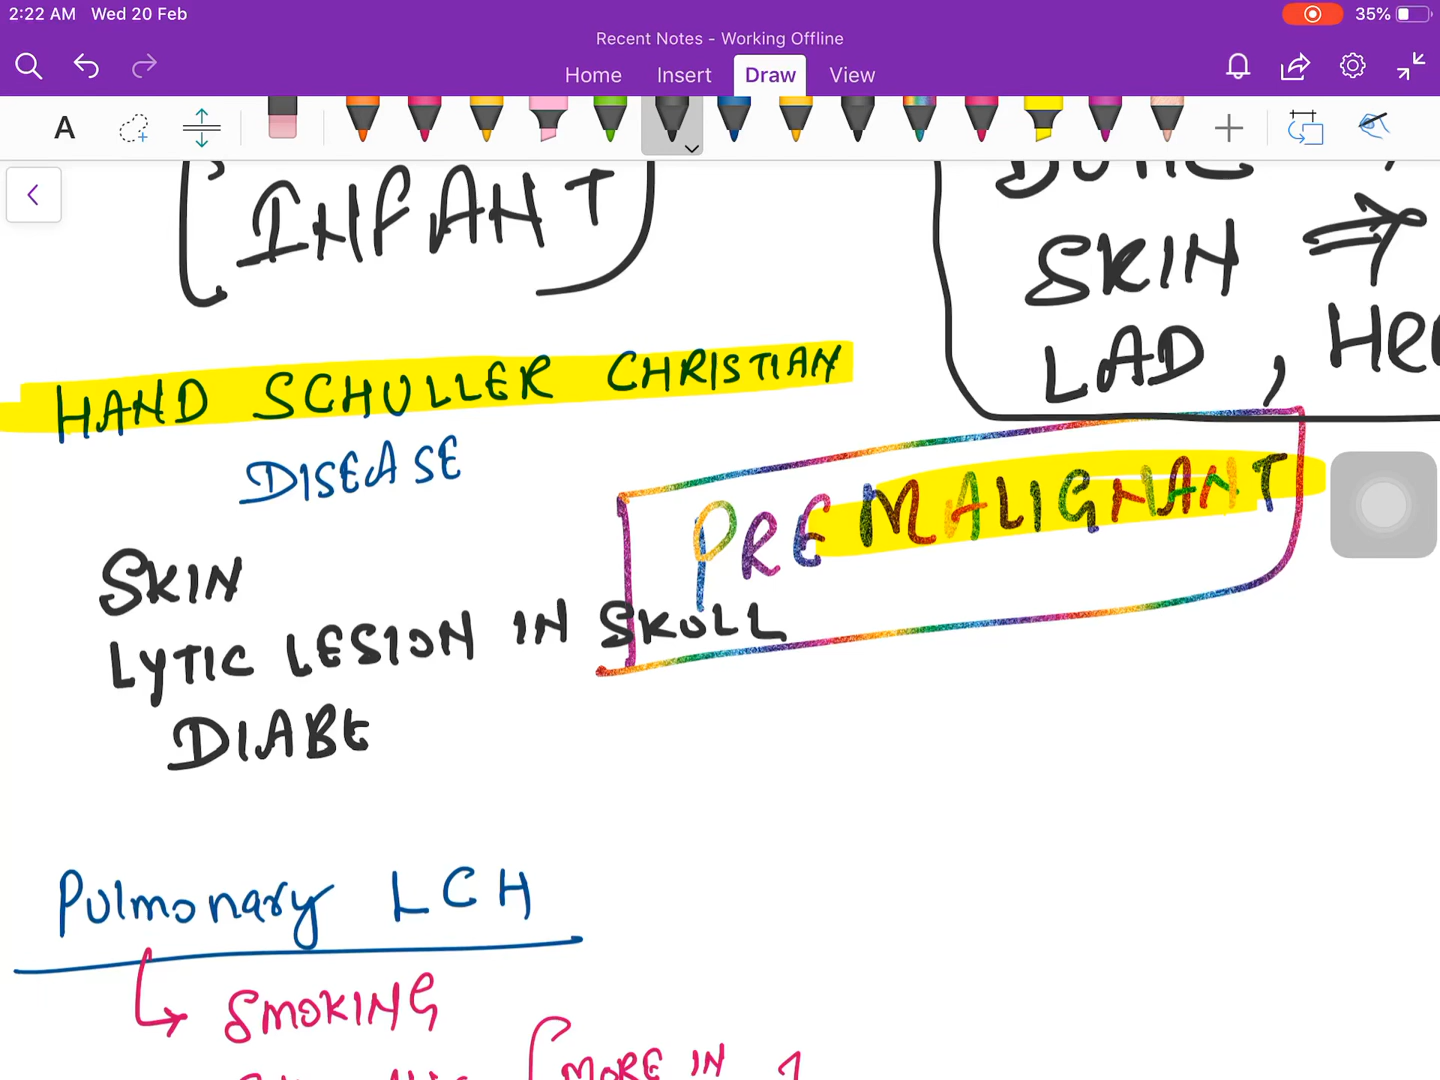 2:22 AM Wed 20 Feb
35%
Recent Notes - Working Offline
Home Insert Draw View
A
INFANT
SKIN ⇒
LAD ,
HAND SCHULLER CHRISTIAN
DISEASE
PREMALIGNANT
SKIN
LYTIC LESION IN SKULL
DIABE
Pulmonary LCH
SMOKING
MORE IN